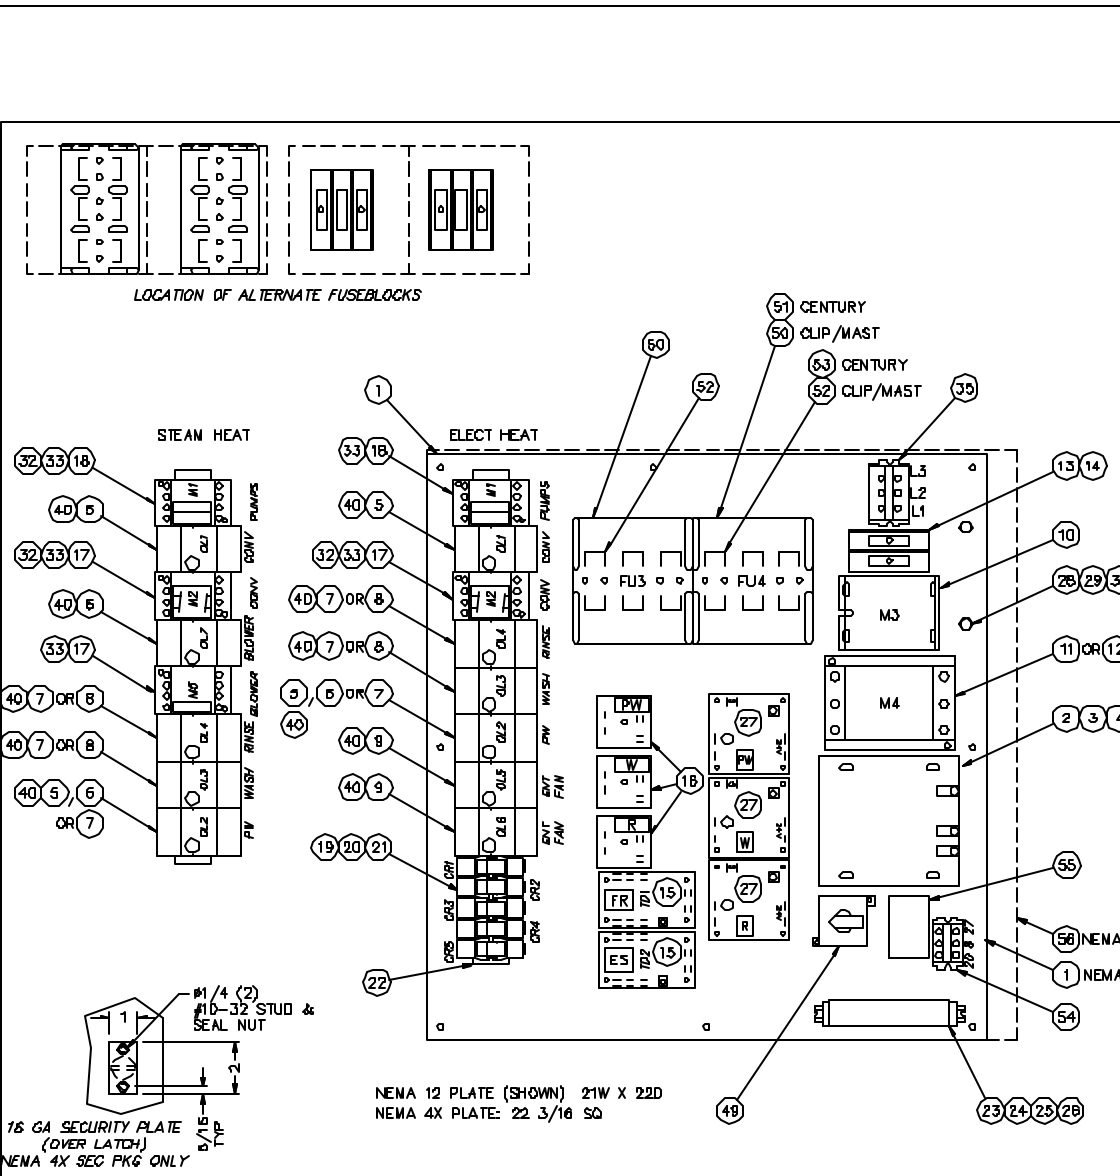 LOCATION OF ALTERNATE FUSEBLOCKS
51 CENTURY
50 CLIP/MAST
53 CENTURY
52 CLIP/MAST
60
52
35
1
STEAM HEAT
ELECT HEAT
32 33 18
M1
PUMPS
40 6
OL1
CONV
32 33 17
M2
CONV
40 6
OL7
BLOWER
33 17
M6
BLOWER
40 7 OR 8
OL4
RINSE
40 7 OR 8
OL3
WASH
40 5, 6
OR 7
OL2
PW
33 18
M1
PUMPS
40 5
OL1
CONV
32 33 17
M2
CONV
40 7 OR 8
OL4
RINSE
40 7 OR 8
OL3
WASH
5, 6 OR 7
40
OL2
PW
40 9
OL5
ENT
FAN
40 9
OL6
ENT
FAN
19 20 21
CR1
CR2
CR3
CR4
CR5
22
FU3
FU4
L3
L2
L1
13 14
10
M3
28 29
11 OR 12
M4
2 3 4
PW
W
R
16
27
PW
27
W
27
R
FR
TD1
15
ES
TD2
15
55
56 NEMA
1 NEMA
54
49
23 24 25 26
ø1/4 (2)
#10-32 STUD &
SEAL NUT
1
2
5/16
TYP
16 GA SECURITY PLATE
(OVER LATCH)
NEMA 4X SEC PKG ONLY
NEMA 12 PLATE (SHOWN) 21W X 22D
NEMA 4X PLATE: 22 3/16 SQ